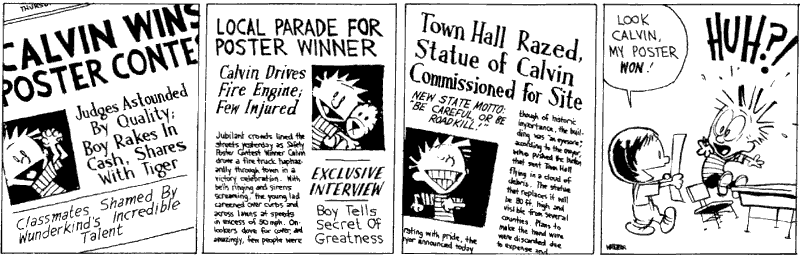 THURSD
CALVIN WINS
POSTER CONTE
Judges Astounded
By Quality;
Boy Rakes In
Cash, Shares
With Tiger
Classmates Shamed By
Wunderkind's Incredible
Talent
LOCAL PARADE FOR
POSTER WINNER
Calvin Drives
Fire Engine;
Few Injured
Jubilant crowds lined the
streets yesterday as Safety
Poster Contest Winner Calvin
drove a fire truck haphaz-
ardly through town in a
victory celebration. With
bells ringing and sirens
screaming, the young lad
careened over curbs and
across lawns at speeds
in excess of 50 mph. On-
lookers dove for cover, and
amazingly, few people were
EXCLUSIVE
INTERVIEW
Boy Tells
Secret Of
Greatness
Town Hall Razed,
Statue of Calvin
Commissioned for Site
NEW STATE MOTTO:
"BE CAREFUL, OR BE
ROADKILL!"
though of historic
importance, the buil-
ding was "an eyesore,"
according to the mayor
who pushed the button
that sent Town Hall
flying in a cloud of
debris. The statue
that replaces it will
be 80 ft. high and
visible from several
counties. Plans to
make the hand wave
were discarded due
to expense and
rating with pride, the
yor announced today
LOOK
CALVIN,
MY POSTER
WON!
HUH?!